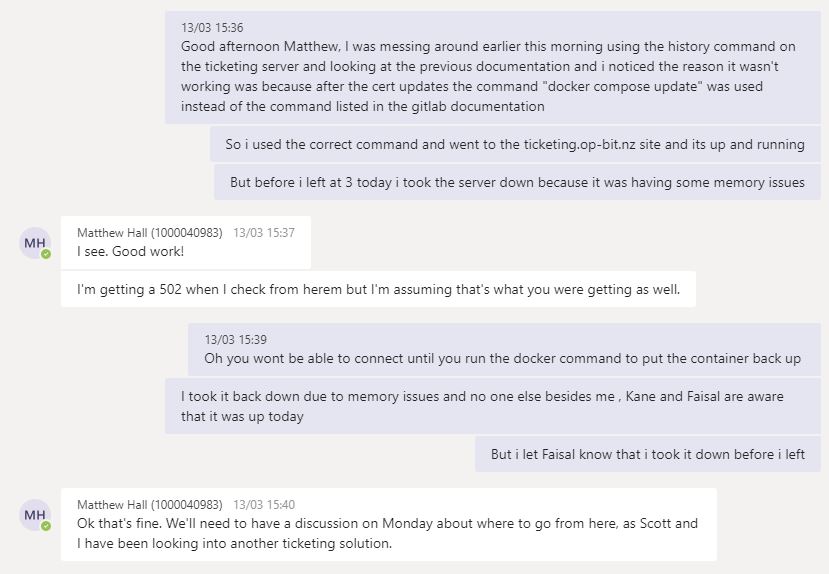 13/03 15:36
Good afternoon Matthew, I was messing around earlier this morning using the history command on
the ticketing server and looking at the previous documentation and i noticed the reason it wasn't
working was because after the cert updates the command "docker compose update" was used
instead of the command listed in the gitlab documentation
So i used the correct command and went to the ticketing.op-bit.nz site and its up and running
But before i left at 3 today i took the server down because it was having some memory issues
MH
Matthew Hall (1000040983) 13/03 15:37
I see. Good work!
I'm getting a 502 when I check from herem but I'm assuming that's what you were getting as well.
13/03 15:39
Oh you wont be able to connect until you run the docker command to put the container back up
I took it back down due to memory issues and no one else besides me , Kane and Faisal are aware
that it was up today
But i let Faisal know that i took it down before i left
MH
Matthew Hall (1000040983) 13/03 15:40
Ok that's fine. We'll need to have a discussion on Monday about where to go from here, as Scott and
I have been looking into another ticketing solution.